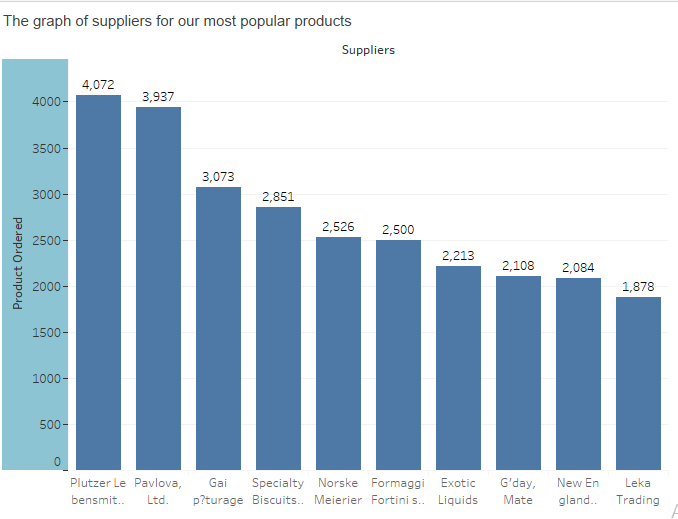 The graph of suppliers for our most popular products
Suppliers
Product Ordered
4000
3500
3000
2500
2000
1500
1000
500
0
4,072
3,937
3,073
2,851
2,526
2,500
2,213
2,108
2,084
1,878
Plutzer Le
bensmit..
Pavlova,
Ltd.
Gai
p?turage
Specialty
Biscuits..
Norske
Meierier
Formaggi
Fortini s..
Exotic
Liquids
G'day,
Mate
New En
gland..
Leka
Trading